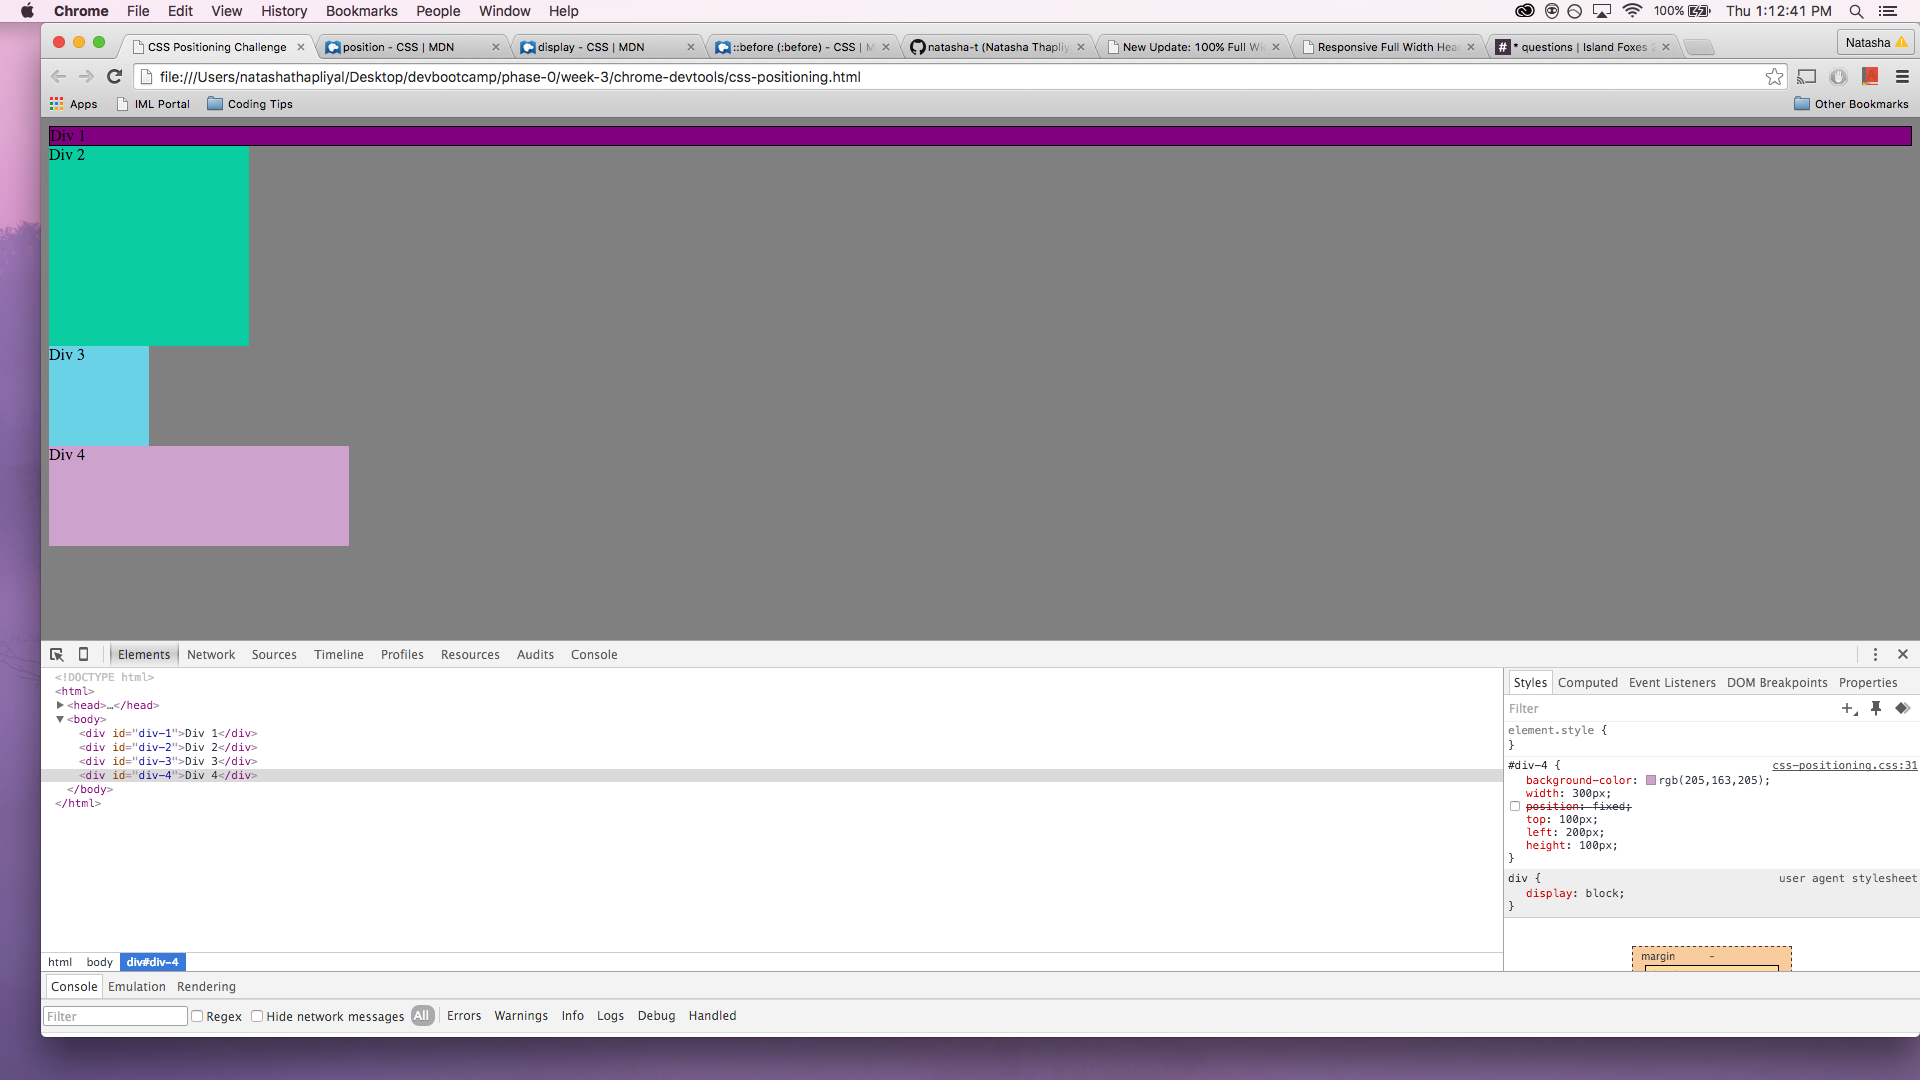 Chrome File Edit View History Bookmarks People Window Help 100% Thu 1:12:41 PM
CSS Positioning Challenge position - CSS | MDN display - CSS | MDN ::before (:before) - CSS | M natasha-t (Natasha Thapliy New Update: 100% Full Wi Responsive Full Width Hea * questions | Island Foxes 2 Natasha
file:///Users/natashathapliyal/Desktop/devbootcamp/phase-0/week-3/chrome-devtools/css-positioning.html
Apps IML Portal Coding Tips Other Bookmarks
Div 1
Div 2
Div 3
Div 4
Elements Network Sources Timeline Profiles Resources Audits Console
<!DOCTYPE html>
<html>
<head>…</head>
<body>
<div id="div-1">Div 1</div>
<div id="div-2">Div 2</div>
<div id="div-3">Div 3</div>
<div id="div-4">Div 4</div>
</body>
</html>
html body div#div-4
Styles Computed Event Listeners DOM Breakpoints Properties
Filter
element.style {
}
#div-4 { css-positioning.css:31
background-color: rgb(205,163,205);
width: 300px;
position: fixed;
top: 100px;
left: 200px;
height: 100px;
}
div { user agent stylesheet
display: block;
}
margin -
Console Emulation Rendering
Filter Regex Hide network messages All Errors Warnings Info Logs Debug Handled